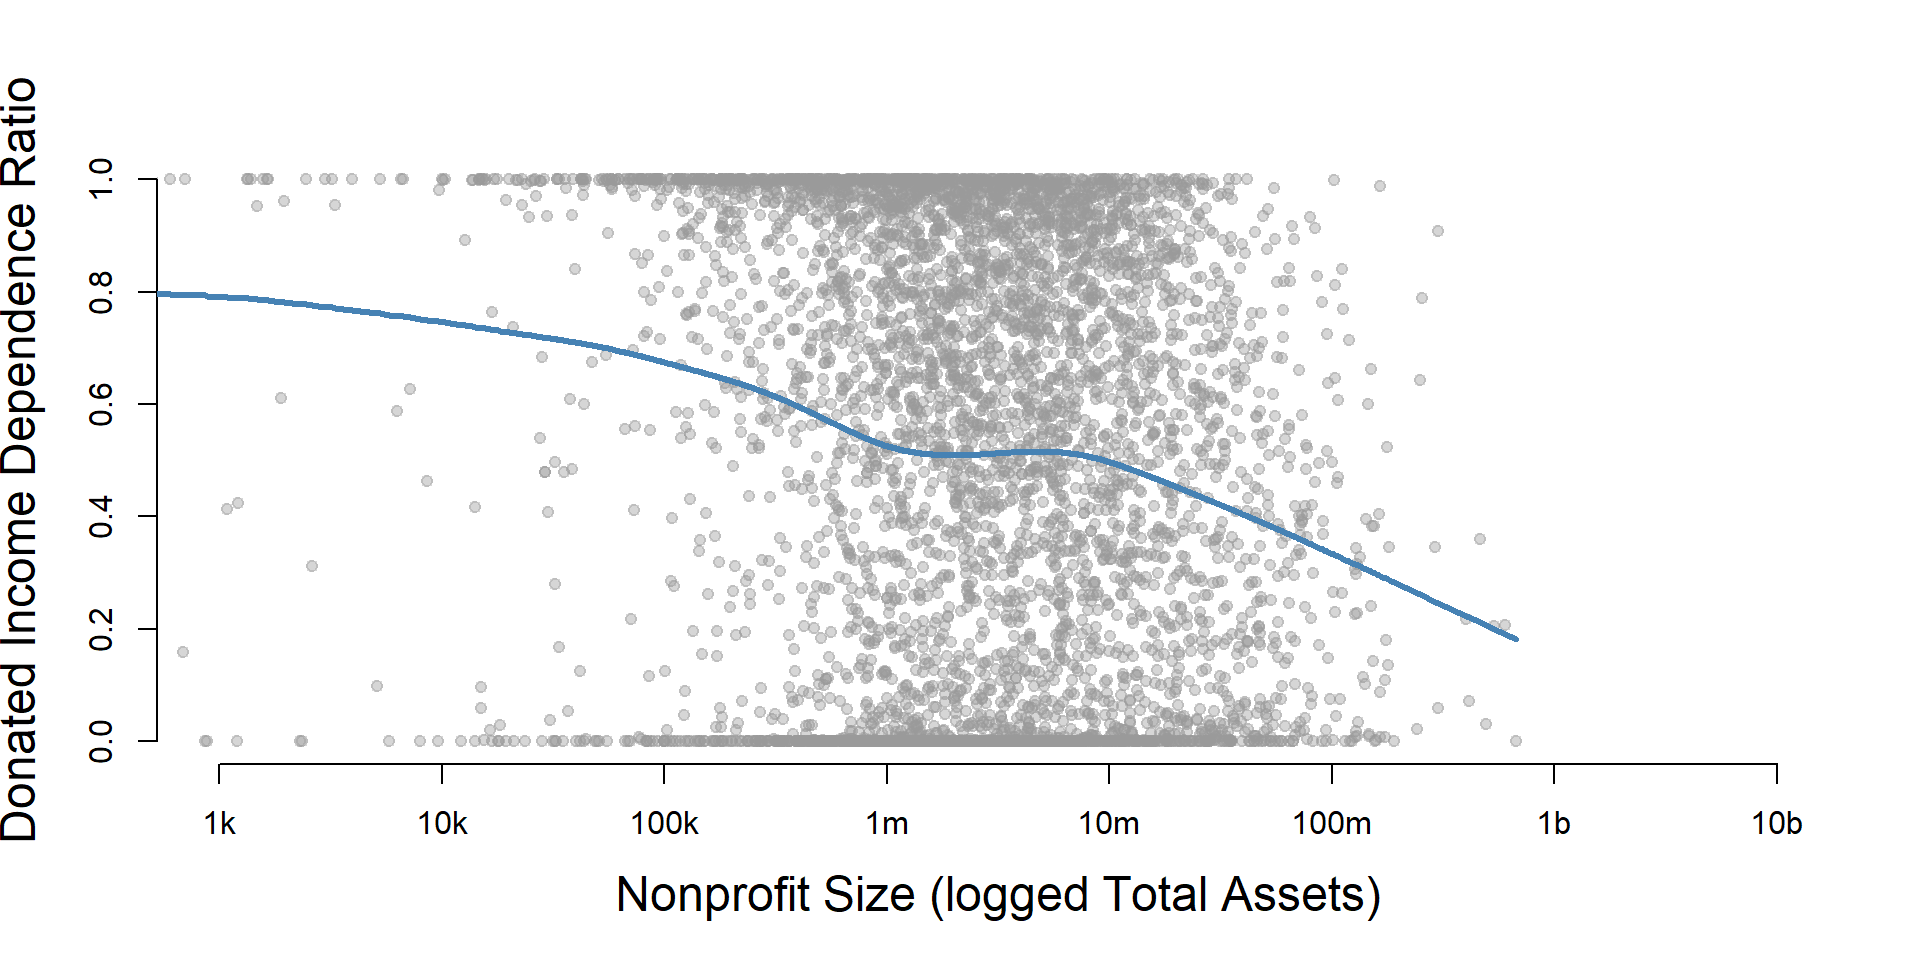 Donated Income Dependence Ratio
1.0
0.8
0.6
0.4
0.2
0.0
1k 10k 100k 1m 10m 100m 1b 10b
Nonprofit Size (logged Total Assets)